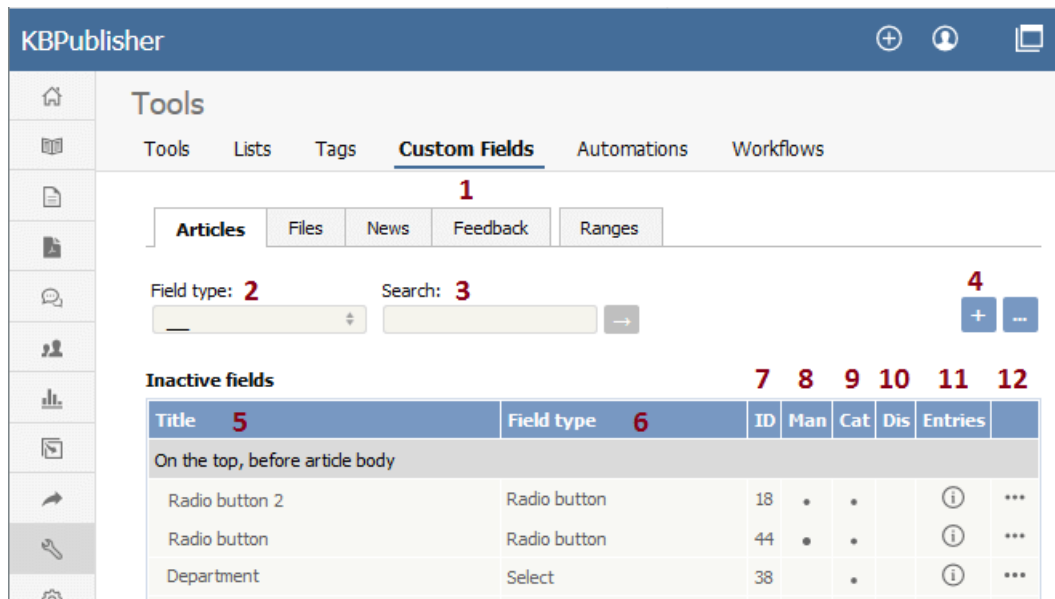 KBPublisher
Tools
Tools Lists Tags Custom Fields Automations Workflows
1
Articles Files News Feedback Ranges
Field type: 2 Search: 3 4
__ → + ...
Inactive fields 7 8 9 10 11 12
Title 5 Field type 6 ID Man Cat Dis Entries
On the top, before article body
Radio button 2 Radio button 18 • • i •••
Radio button Radio button 44 • • i •••
Department Select 38 • i •••